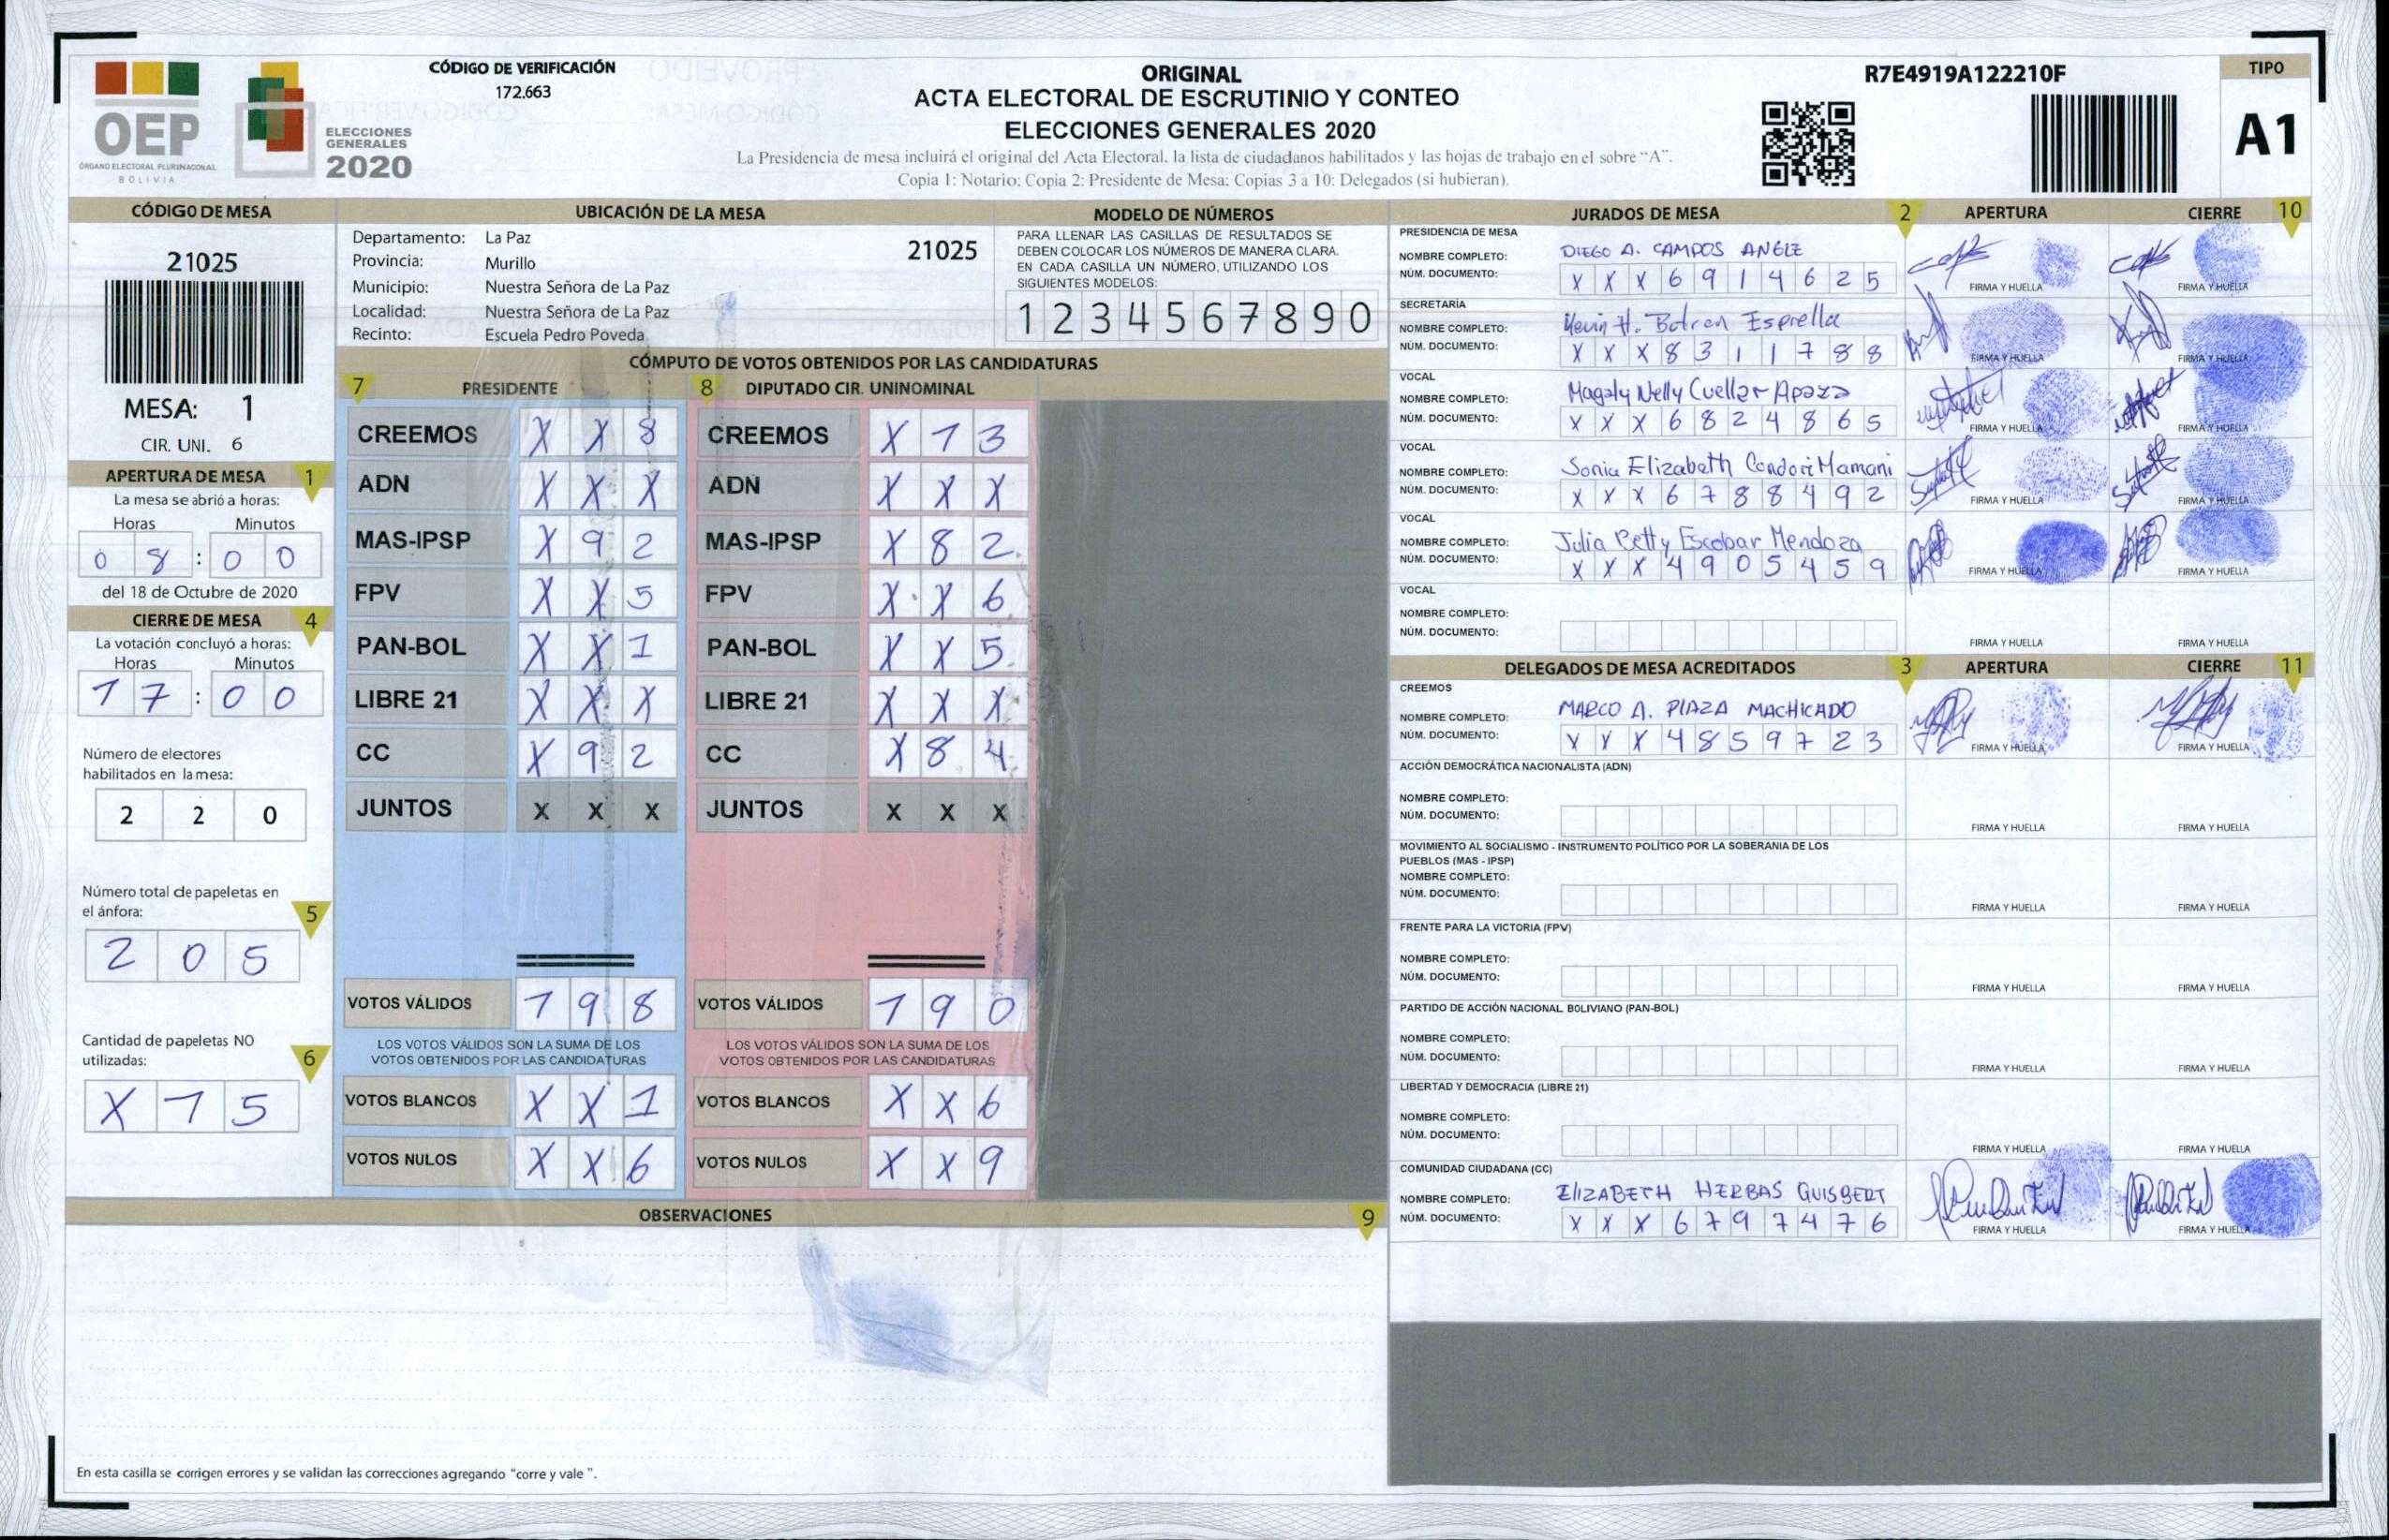 OEP
ÓRGANO ELECTORAL PLURINACIONAL
BOLIVIA
ELECCIONES
GENERALES
2020
CÓDIGO DE VERIFICACIÓN
172.663
ORIGINAL
ACTA ELECTORAL DE ESCRUTINIO Y CONTEO
ELECCIONES GENERALES 2020
La Presidencia de mesa incluirá el original del Acta Electoral, la lista de ciudadanos habilitados y las hojas de trabajo en el sobre "A".
Copia 1: Notario; Copia 2: Presidente de Mesa; Copias 3 a 10: Delegados (si hubieran).
R7E4919A122210F
TIPO
A1
CÓDIGO DE MESA
21025
MESA: 1
CIR. UNI. 6
APERTURA DE MESA 1
La mesa se abrió a horas:
Horas Minutos
0 8 : 0 0
del 18 de Octubre de 2020
CIERRE DE MESA 4
La votación concluyó a horas:
Horas Minutos
1 7 : 0 0
Número de electores
habilitados en la mesa:
2 2 0
Número total de papeletas en
el ánfora: 5
2 0 5
Cantidad de papeletas NO
utilizadas: 6
X 1 5
UBICACIÓN DE LA MESA
Departamento: La Paz 21025
Provincia: Murillo
Municipio: Nuestra Señora de La Paz
Localidad: Nuestra Señora de La Paz
Recinto: Escuela Pedro Poveda
MODELO DE NÚMEROS
PARA LLENAR LAS CASILLAS DE RESULTADOS SE
DEBEN COLOCAR LOS NÚMEROS DE MANERA CLARA.
EN CADA CASILLA UN NÚMERO, UTILIZANDO LOS
SIGUIENTES MODELOS:
1 2 3 4 5 6 7 8 9 0
CÓMPUTO DE VOTOS OBTENIDOS POR LAS CANDIDATURAS
7 PRESIDENTE 8 DIPUTADO CIR. UNINOMINAL
CREEMOS X X 8 CREEMOS X 1 3
ADN X X X ADN X X X
MAS-IPSP X 9 2 MAS-IPSP X 8 2
FPV X X 5 FPV X X 6
PAN-BOL X X 1 PAN-BOL X X 5
LIBRE 21 X X X LIBRE 21 X X X
CC X 9 2 CC X 8 4
JUNTOS X X X JUNTOS X X X
VOTOS VÁLIDOS 1 9 8 VOTOS VÁLIDOS 1 9 0
LOS VOTOS VÁLIDOS SON LA SUMA DE LOS LOS VOTOS VÁLIDOS SON LA SUMA DE LOS
VOTOS OBTENIDOS POR LAS CANDIDATURAS VOTOS OBTENIDOS POR LAS CANDIDATURAS
VOTOS BLANCOS X X 1 VOTOS BLANCOS X X 6
VOTOS NULOS X X 6 VOTOS NULOS X X 9
OBSERVACIONES 9
En esta casilla se corrigen errores y se validan las correcciones agregando "corre y vale ".
JURADOS DE MESA 2 APERTURA CIERRE 10
PRESIDENCIA DE MESA
NOMBRE COMPLETO: DIEGO A. CAMPOS ANGLE
NÚM. DOCUMENTO: X X X 6 9 1 4 6 2 5 FIRMA Y HUELLA FIRMA Y HUELLA
SECRETARÍA
NOMBRE COMPLETO: Kevin H. Botran Esprella
NÚM. DOCUMENTO: X X X 8 3 1 1 7 8 8 FIRMA Y HUELLA FIRMA Y HUELLA
VOCAL
NOMBRE COMPLETO: Magaly Nelly Cuellar Apaza
NÚM. DOCUMENTO: X X X 6 8 2 4 8 6 5 FIRMA Y HUELLA FIRMA Y HUELLA
VOCAL
NOMBRE COMPLETO: Sonia Elizabeth Condori Mamani
NÚM. DOCUMENTO: X X X 6 7 8 8 4 9 2 FIRMA Y HUELLA FIRMA Y HUELLA
VOCAL
NOMBRE COMPLETO: Julia Betty Escobar Mendoza
NÚM. DOCUMENTO: X X X 4 9 0 5 4 5 9 FIRMA Y HUELLA FIRMA Y HUELLA
VOCAL
NOMBRE COMPLETO:
NÚM. DOCUMENTO: FIRMA Y HUELLA FIRMA Y HUELLA
DELEGADOS DE MESA ACREDITADOS 3 APERTURA CIERRE 11
CREEMOS
NOMBRE COMPLETO: MARCO A. PLAZA MACHICADO
NÚM. DOCUMENTO: X X X 4 8 5 9 7 2 3 FIRMA Y HUELLA FIRMA Y HUELLA
ACCIÓN DEMOCRÁTICA NACIONALISTA (ADN)
NOMBRE COMPLETO:
NÚM. DOCUMENTO: FIRMA Y HUELLA FIRMA Y HUELLA
MOVIMIENTO AL SOCIALISMO - INSTRUMENTO POLÍTICO POR LA SOBERANIA DE LOS
PUEBLOS (MAS - IPSP)
NOMBRE COMPLETO:
NÚM. DOCUMENTO: FIRMA Y HUELLA FIRMA Y HUELLA
FRENTE PARA LA VICTORIA (FPV)
NOMBRE COMPLETO:
NÚM. DOCUMENTO: FIRMA Y HUELLA FIRMA Y HUELLA
PARTIDO DE ACCIÓN NACIONAL BOLIVIANO (PAN-BOL)
NOMBRE COMPLETO:
NÚM. DOCUMENTO: FIRMA Y HUELLA FIRMA Y HUELLA
LIBERTAD Y DEMOCRACIA (LIBRE 21)
NOMBRE COMPLETO:
NÚM. DOCUMENTO: FIRMA Y HUELLA FIRMA Y HUELLA
COMUNIDAD CIUDADANA (CC)
NOMBRE COMPLETO: ELIZABETH HERBAS GUISBERT
NÚM. DOCUMENTO: X X X 6 7 9 7 4 7 6 FIRMA Y HUELLA FIRMA Y HUELLA